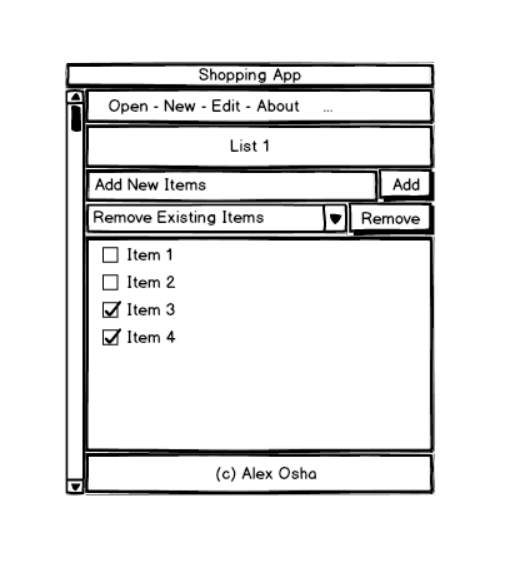 Shopping App
Open - New - Edit - About ...
List 1
Add New Items Add
Remove Existing Items Remove
Item 1
Item 2
Item 3
Item 4
(c) Alex Osha